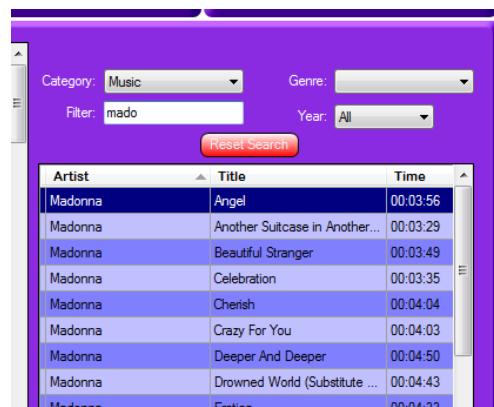 Category: Music Genre:
Filter: mado Year: All
Reset Search
Artist Title Time
Madonna Angel 00:03:56
Madonna Another Suitcase in Another... 00:03:29
Madonna Beautiful Stranger 00:03:49
Madonna Celebration 00:03:35
Madonna Cherish 00:04:04
Madonna Crazy For You 00:04:03
Madonna Deeper And Deeper 00:04:50
Madonna Drowned World (Substitute ... 00:04:43
Madonna Erotica